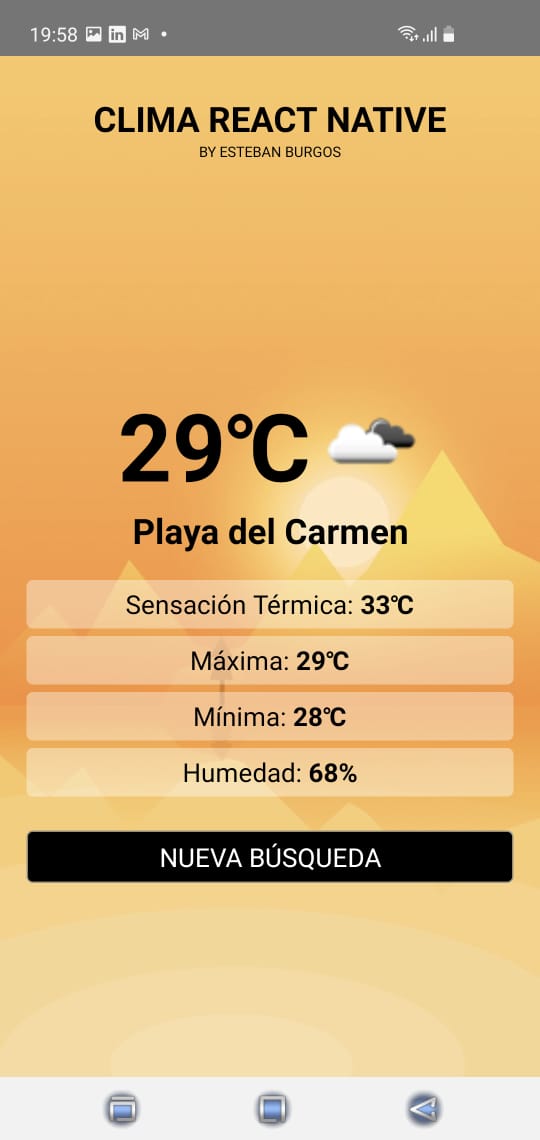 19:58
CLIMA REACT NATIVE
BY ESTEBAN BURGOS
29°C
Playa del Carmen
Sensación Térmica: 33°C
Máxima: 29°C
Mínima: 28°C
Humedad: 68%
NUEVA BÚSQUEDA